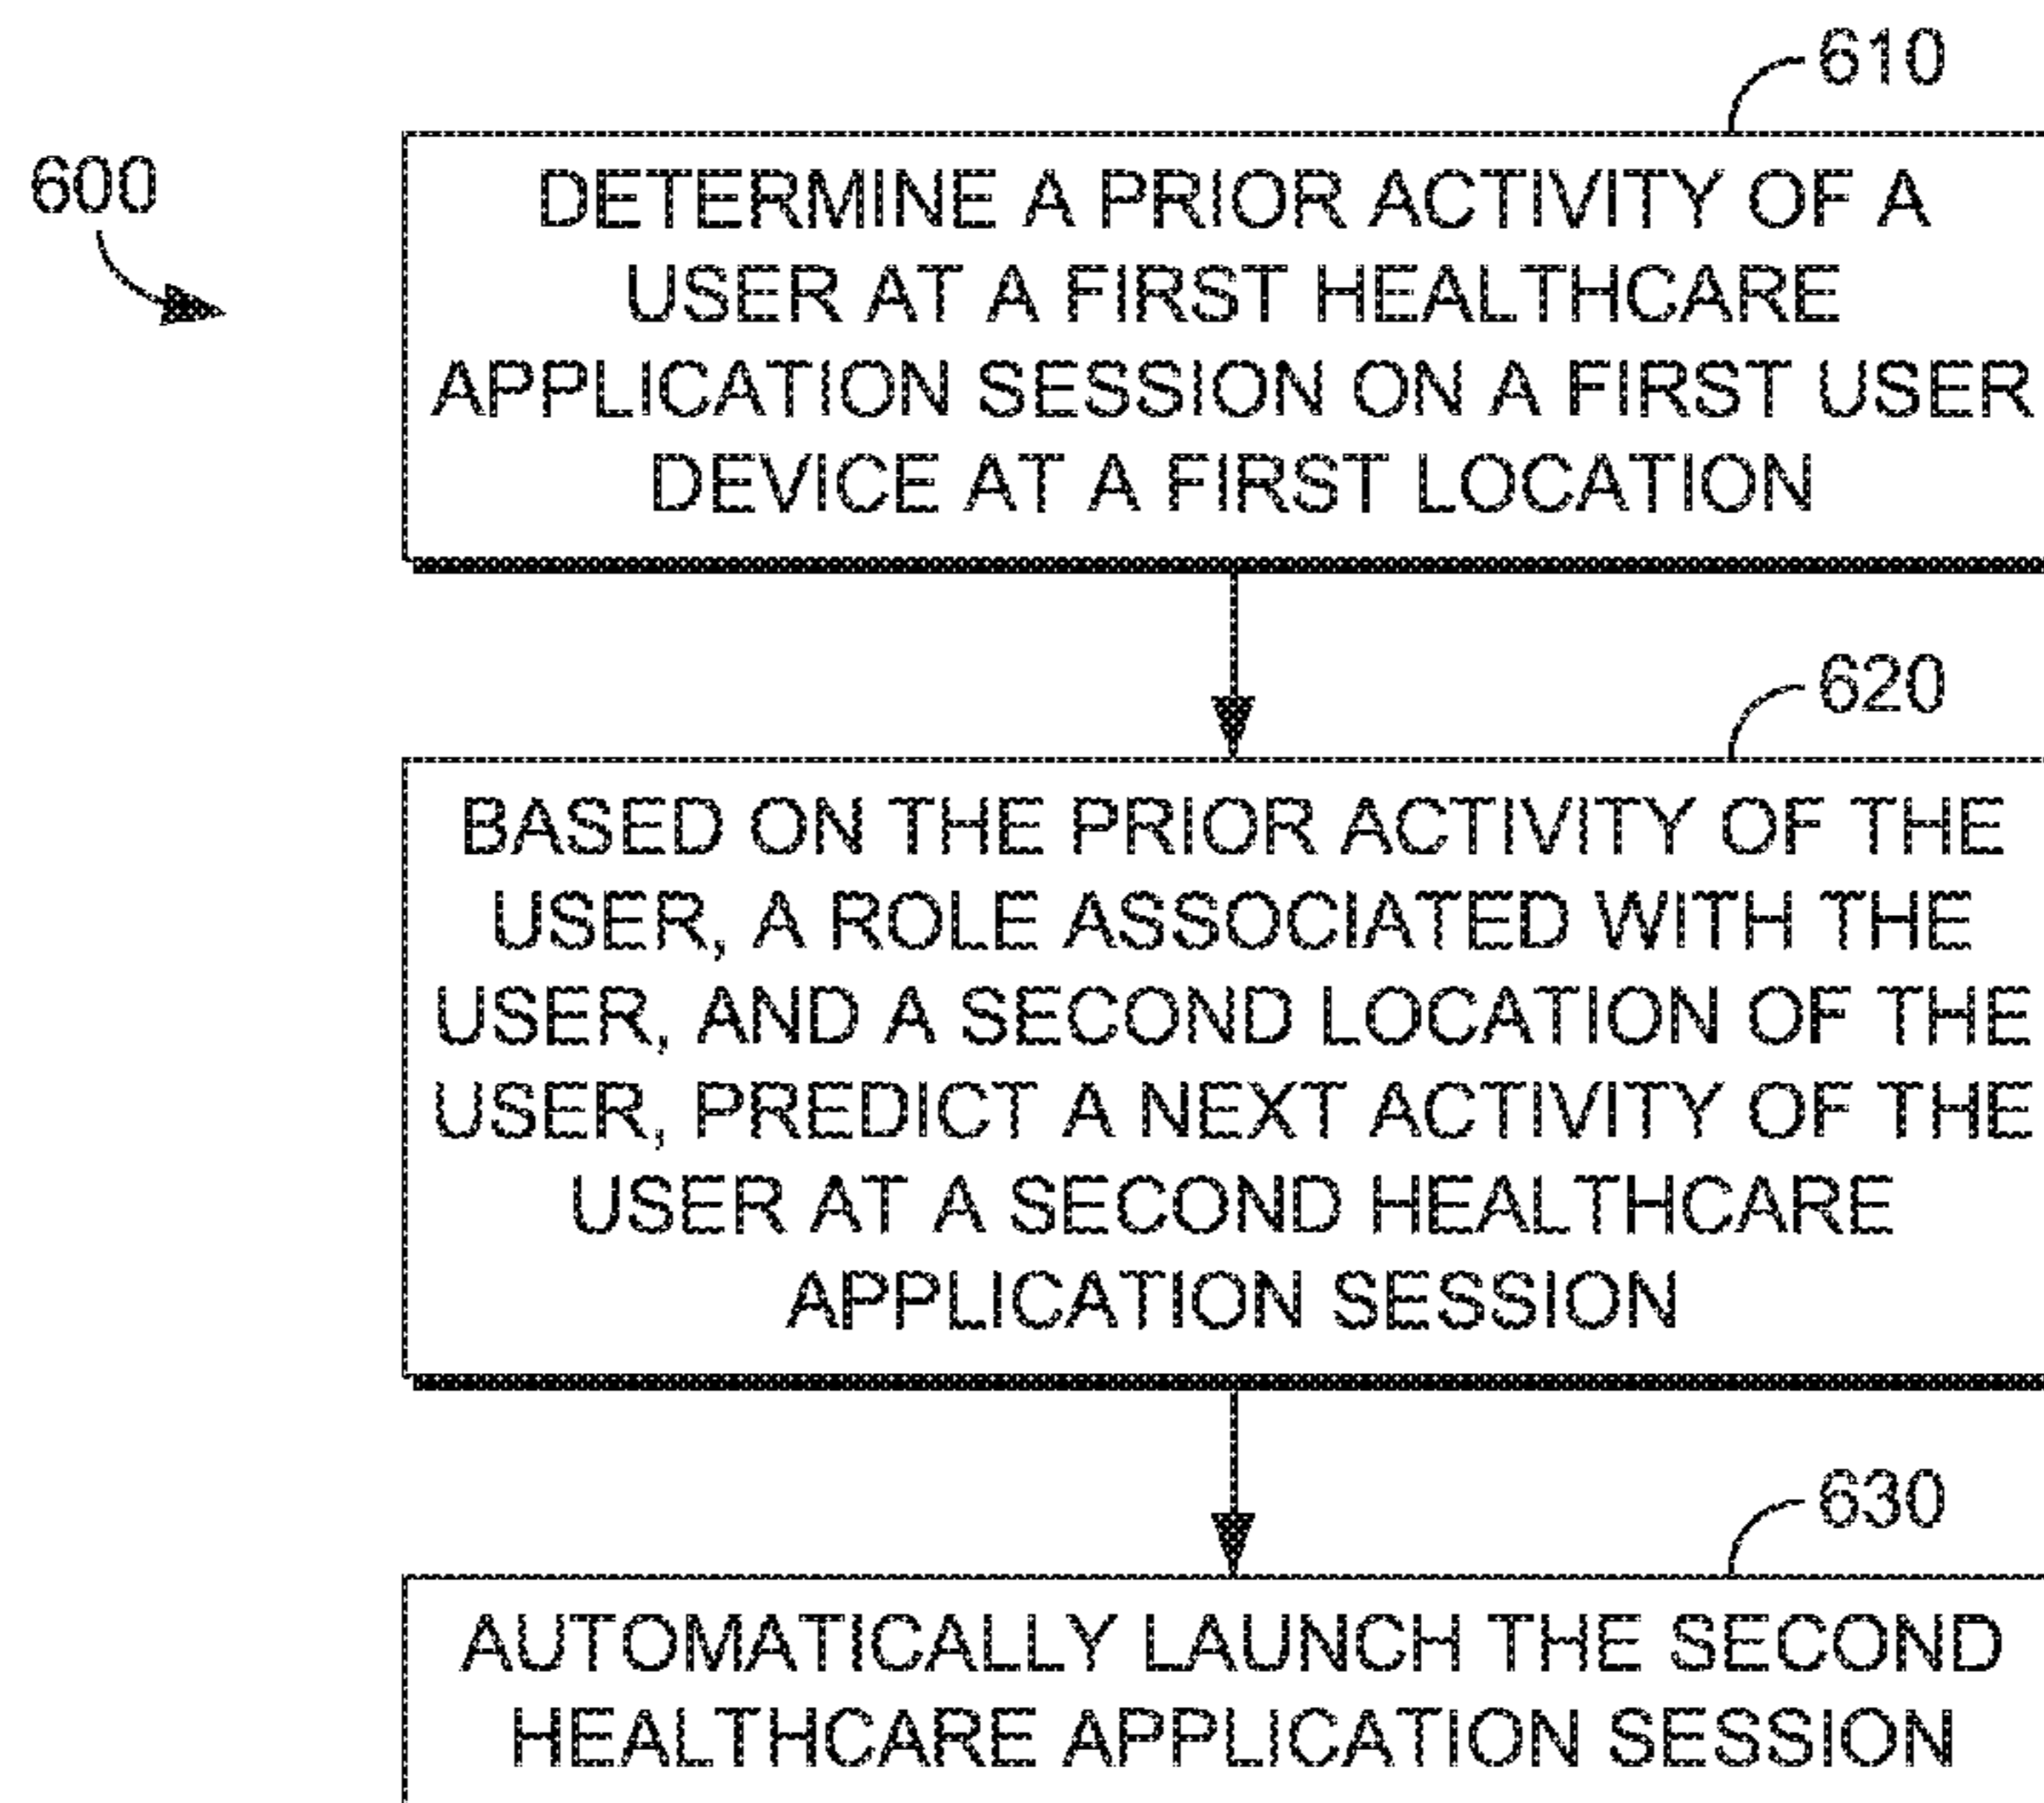 610
600
DETERMINE A PRIOR ACTIVITY OF A
USER AT A FIRST HEALTHCARE
APPLICATION SESSION ON A FIRST USER
DEVICE AT A FIRST LOCATION
620
BASED ON THE PRIOR ACTIVITY OF THE
USER, A ROLE ASSOCIATED WITH THE
USER, AND A SECOND LOCATION OF THE
USER, PREDICT A NEXT ACTIVITY OF THE
USER AT A SECOND HEALTHCARE
APPLICATION SESSION
630
AUTOMATICALLY LAUNCH THE SECOND
HEALTHCARE APPLICATION SESSION